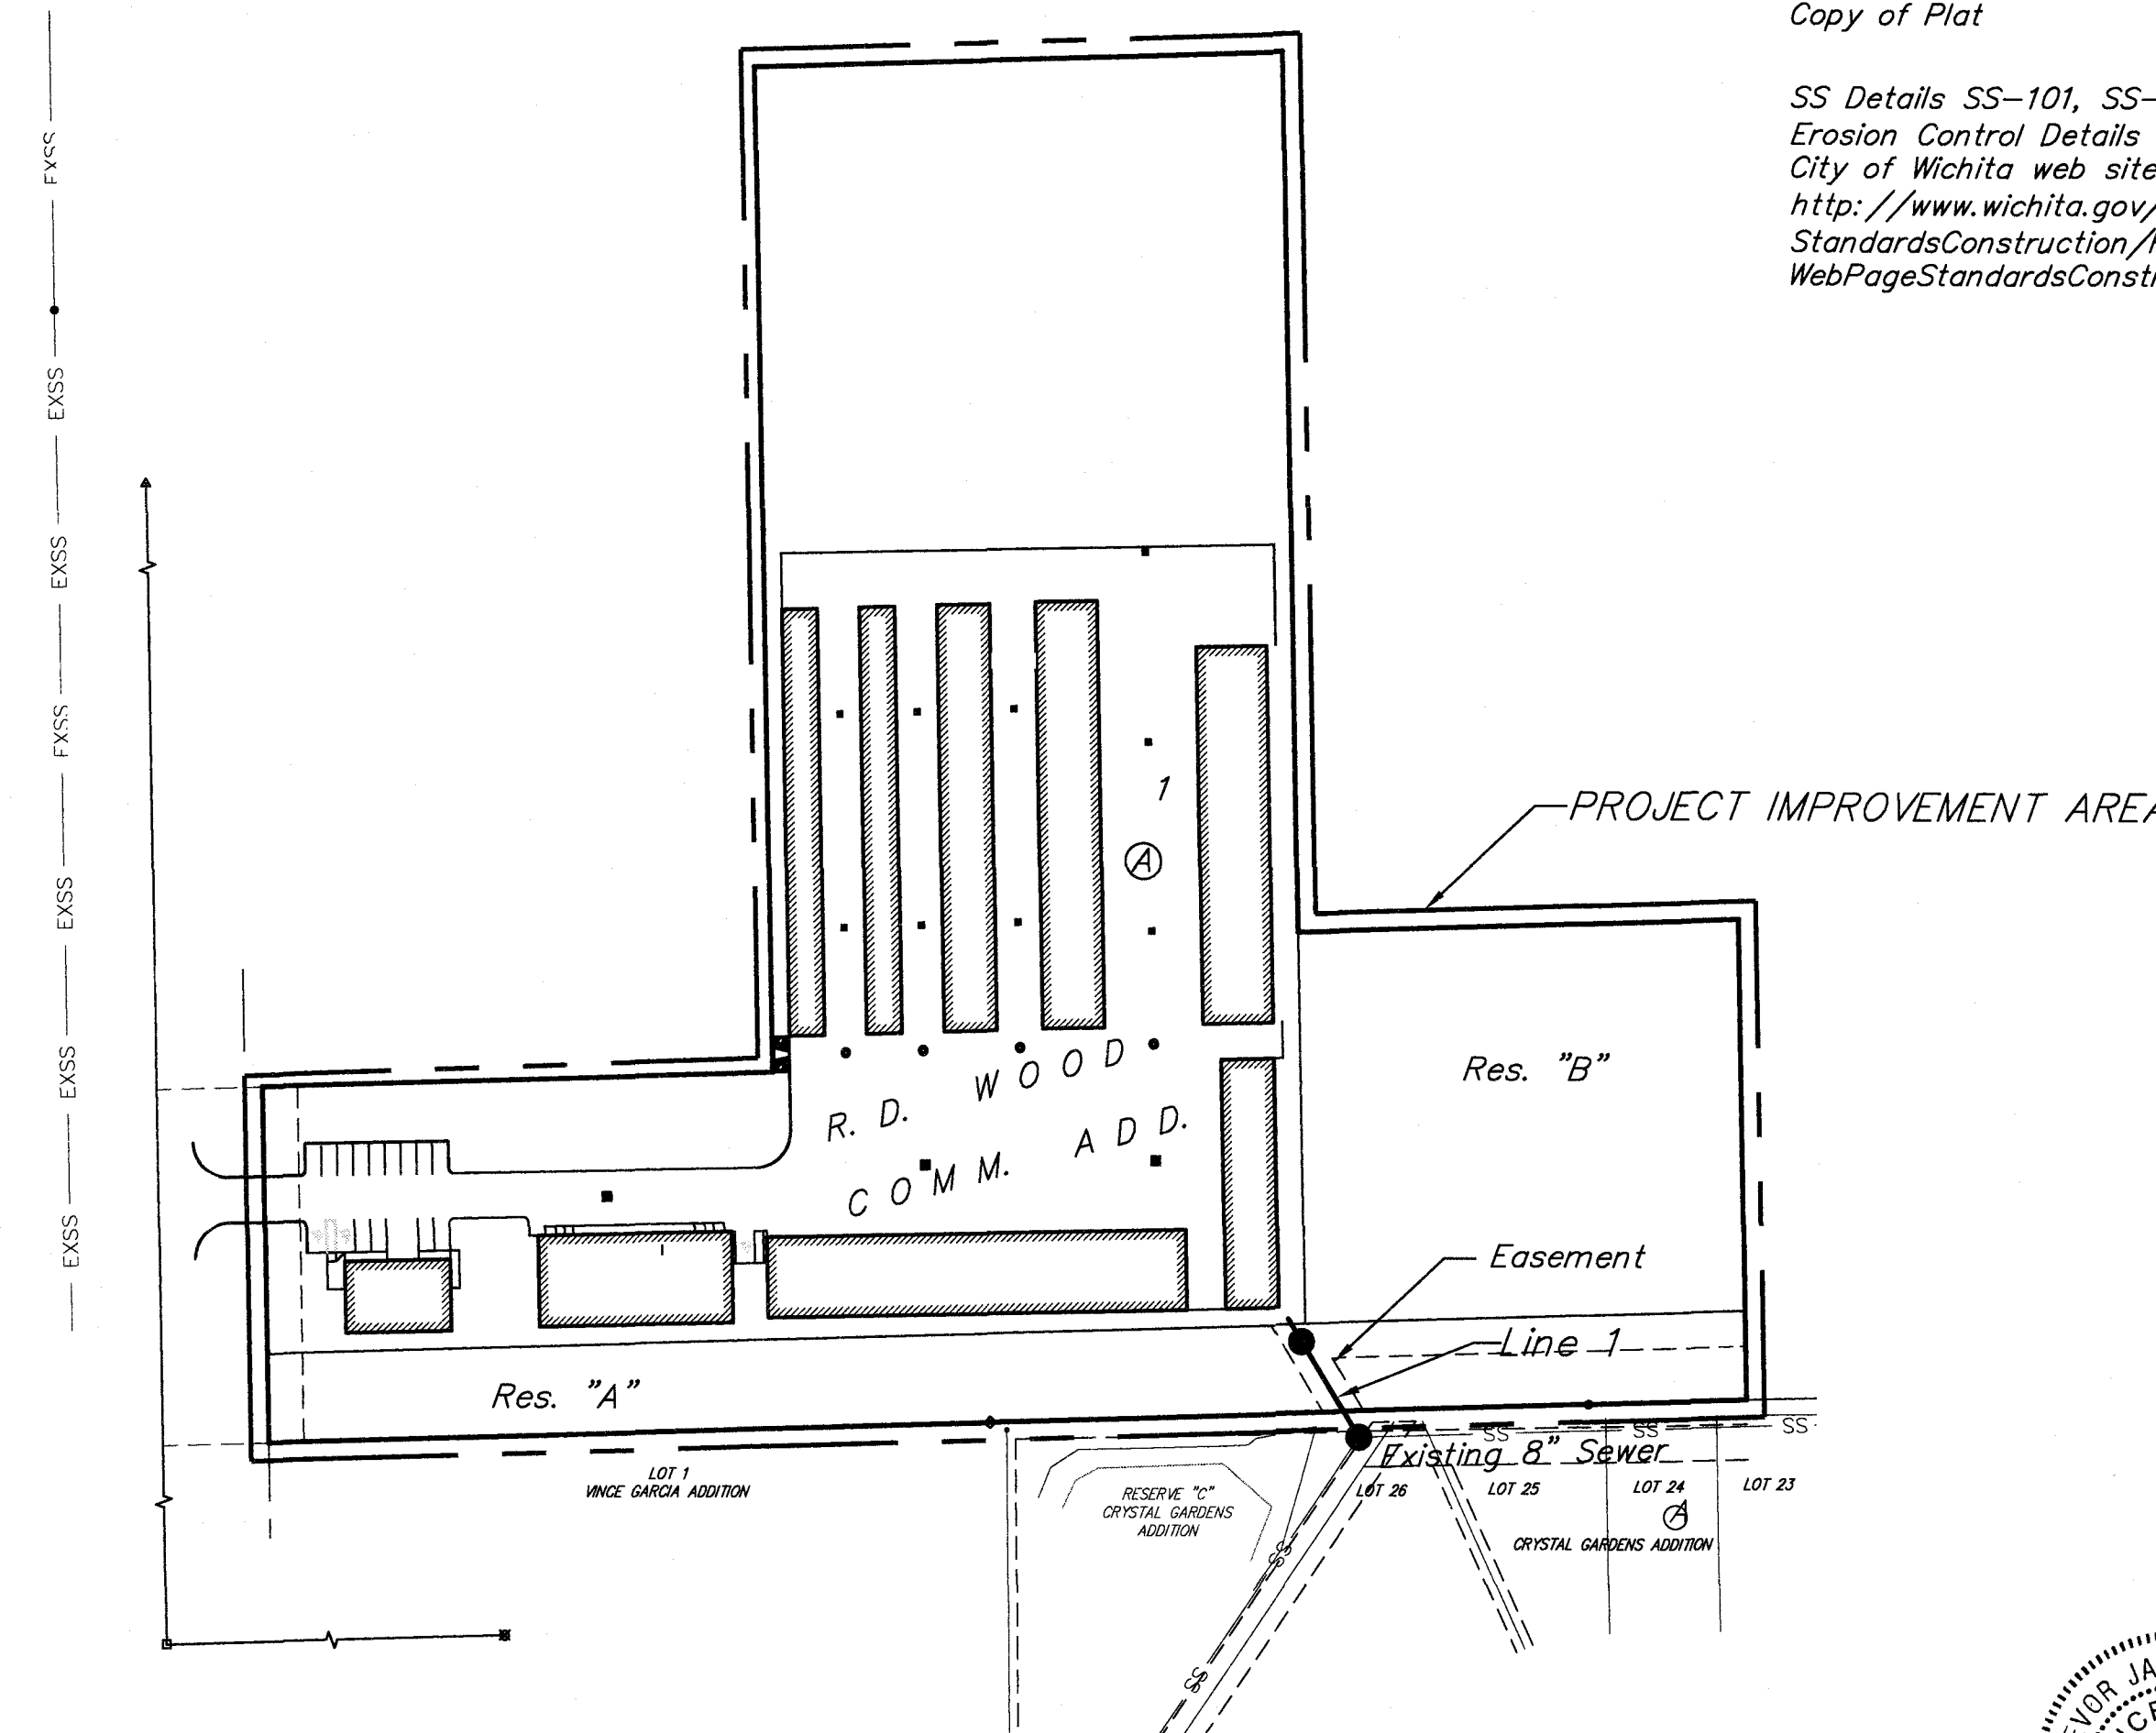 Copy of Plat
SS Details SS-101, SS-
Erosion Control Details
City of Wichita web site
http://www.wichita.gov/
StandardsConstruction/
WebPageStandardsConst
EXSS
EXSS
EXSS
EXSS
EXSS
EXSS
EXSS
1
A
PROJECT IMPROVEMENT AREA
R. D. WOOD
COMM. ADD.
Res. "B"
Easement
Line 1
Res. "A"
SS
SS
SS
Existing 8" Sewer
LOT 1
VINCE GARCIA ADDITION
RESERVE "C"
CRYSTAL GARDENS
ADDITION
LOT 26
LOT 25
LOT 24
LOT 23
A
CRYSTAL GARDENS ADDITION
SS
SS
VOR JA